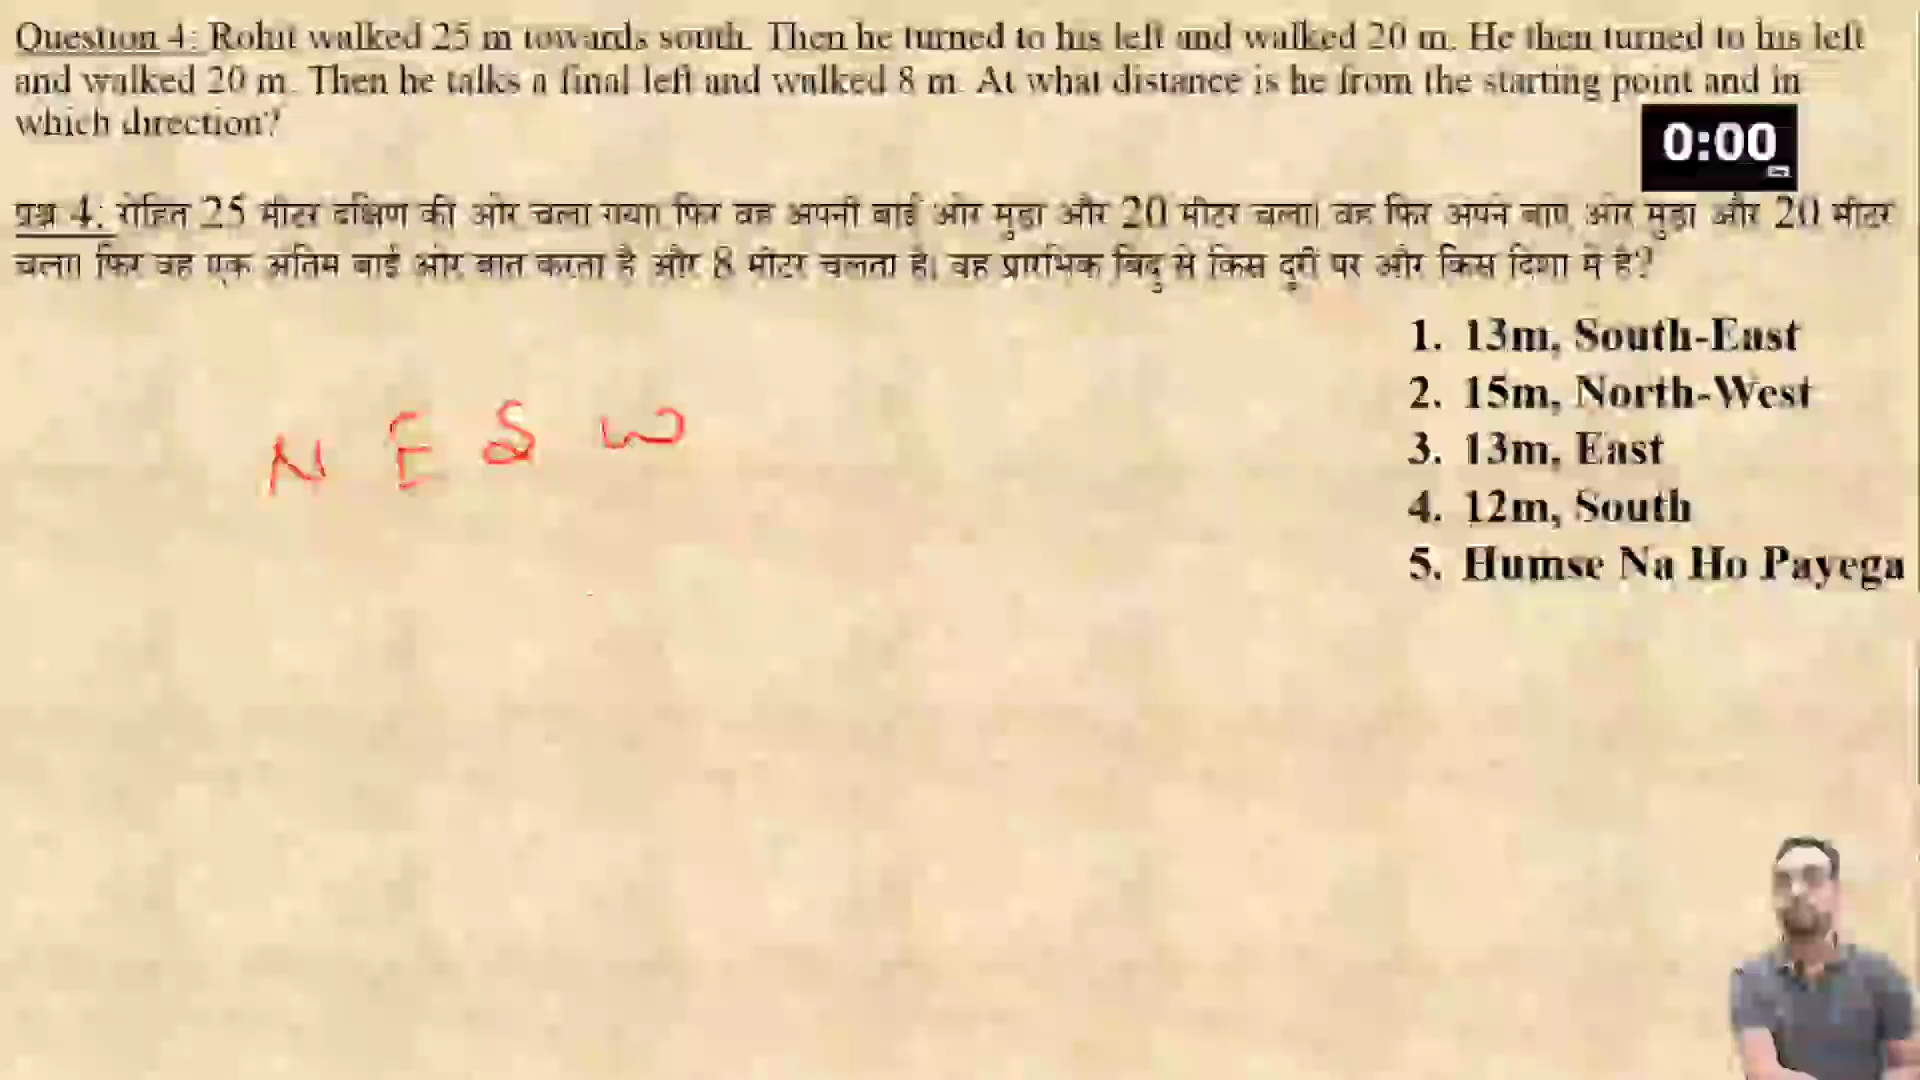 Question 4: Rohit walked 25 m towards south. Then he turned to his left and walked 20 m. He then turned to his left
and walked 20 m. Then he talks a final left and walked 8 m. At what distance is he from the starting point and in
which direction?
0:00
प्रश्न 4: रोहित 25 मीटर दक्षिण की ओर चला गया। फिर वह अपनी बाईं ओर मुड़ा और 20 मीटर चला। वह फिर अपने बाएं ओर मुड़ा और 20 मीटर
चला। फिर वह एक अंतिम बाईं ओर बात करता है और 8 मीटर चलता है। वह प्रारंभिक बिंदु से किस दूरी पर और किस दिशा में है?
1. 13m, South-East
2. 15m, North-West
3. 13m, East
4. 12m, South
5. Humse Na Ho Payega
N E S W